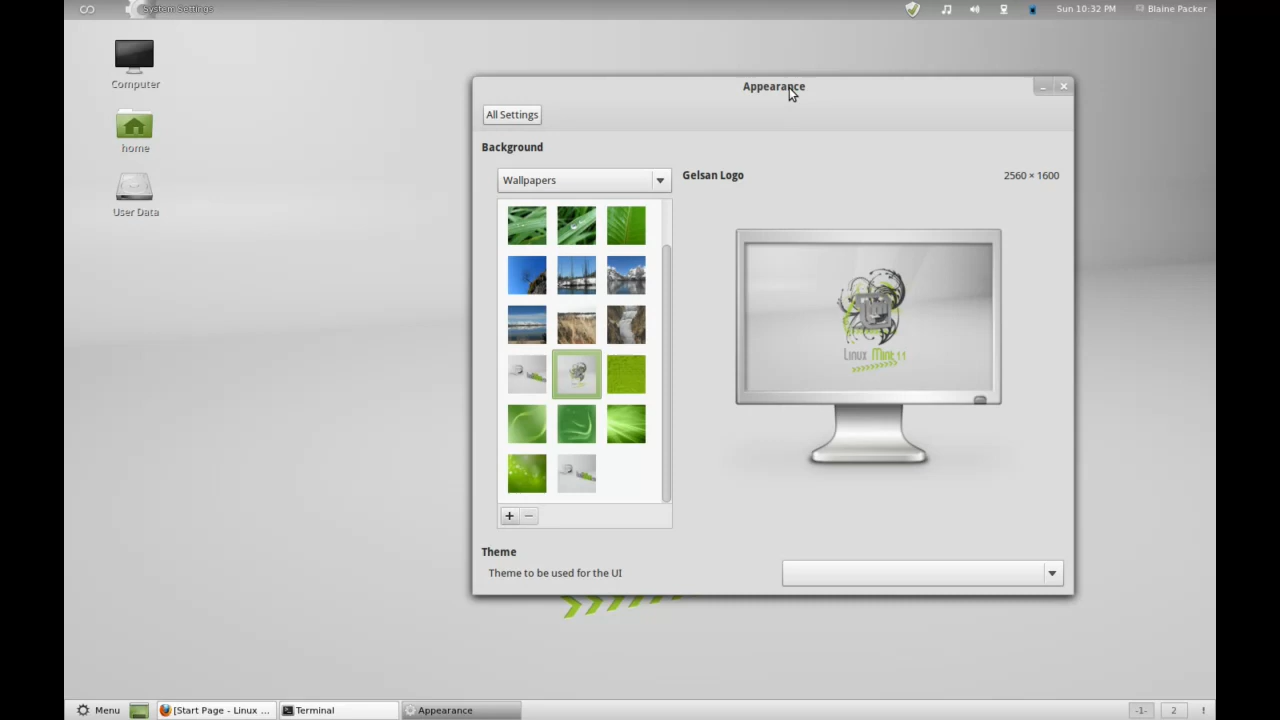 System Settings
Sun 10:32 PM
Blaine Packer
Computer
home
User Data
Appearance
All Settings
Background
Wallpapers
Gelsan Logo
2560 × 1600
Linux Mint 11
Theme
Theme to be used for the UI
Menu
[Start Page - Linux ...
Terminal
Appearance
-1-
2
!